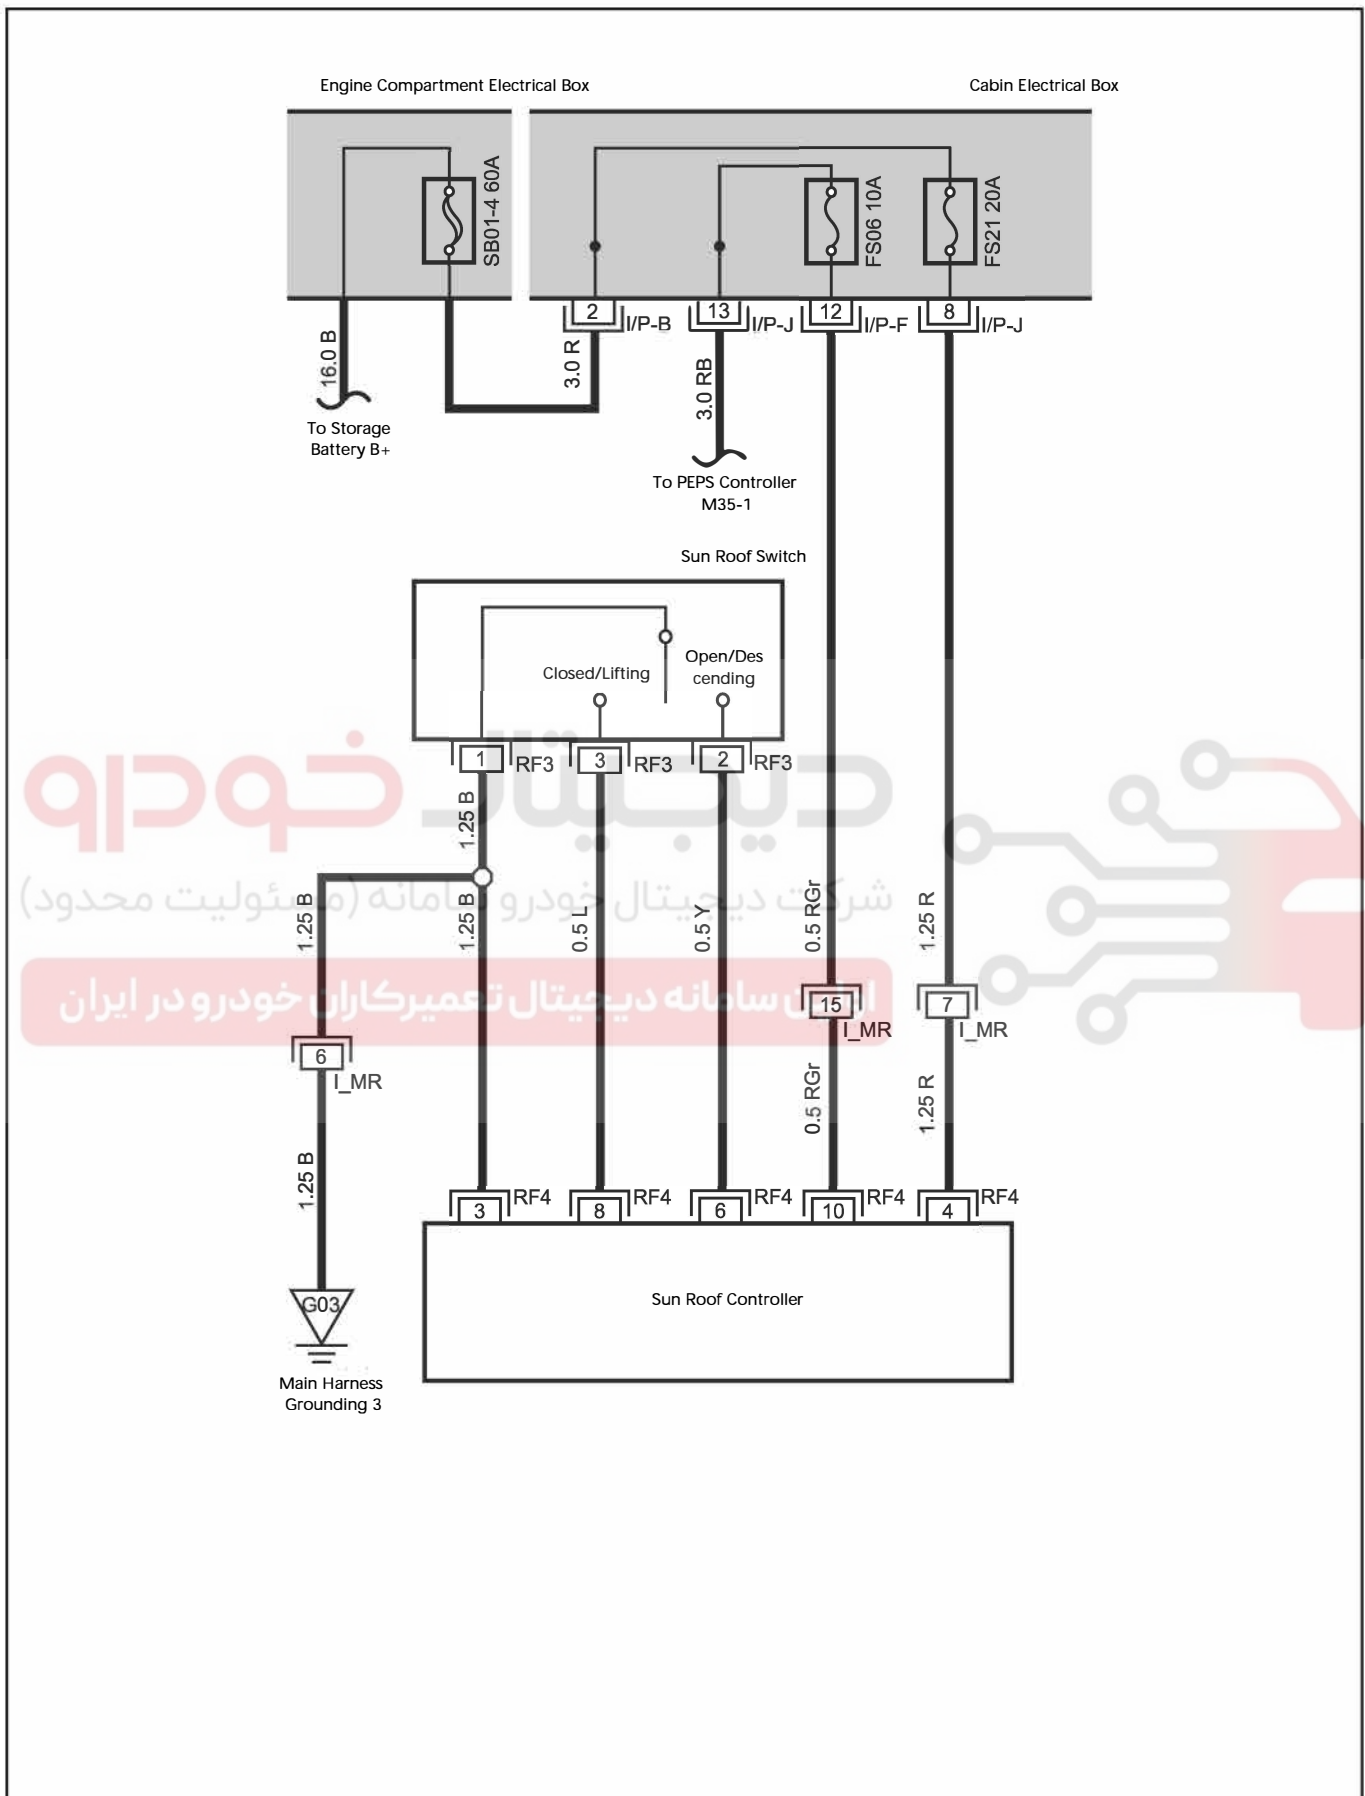 Engine Compartment Electrical Box
Cabin Electrical Box
SB01-4 60A
FS06 10A
FS21 20A
2
I/P-B
13
I/P-J
12
I/P-F
8
I/P-J
16.0 B
3.0 R
3.0 RB
To Storage
Battery B+
To PEPS Controller
M35-1
Sun Roof Switch
Closed/Lifting
Open/Des
cending
1
RF3
3
RF3
2
RF3
دیجیتال خودرو
شرکت دیجیتال خودرو سامانه (مسئولیت محدود)
اولین سامانه دیجیتال تعمیرکاران خودرو در ایران
1.25 B
1.25 B
1.25 B
0.5 L
0.5 Y
0.5 RGr
1.25 R
15
I_MR
7
I_MR
6
I_MR
0.5 RGr
1.25 R
1.25 B
3
RF4
8
RF4
6
RF4
10
RF4
4
RF4
Sun Roof Controller
G03
Main Harness
Grounding 3